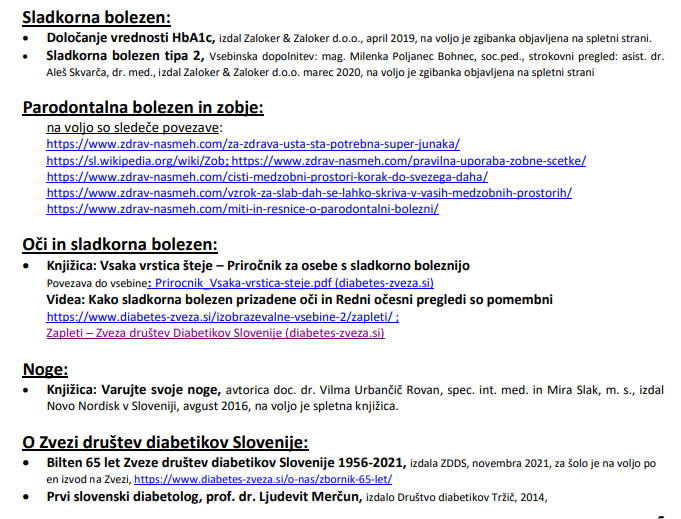 Sladkorna bolezen:
• Določanje vrednosti HbA1c, izdal Zaloker & Zaloker d.o.o., april 2019, na voljo je zgibanka objavljena na spletni strani.
• Sladkorna bolezen tipa 2, Vsebinska dopolnitev: mag. Milenka Poljanec Bohnec, soc.ped., strokovni pregled: asist. dr.
Aleš Skvarča, dr. med., izdal Zaloker & Zaloker d.o.o. marec 2020, na voljo je zgibanka objavljena na spletni strani
Parodontalna bolezen in zobje:
na voljo so sledeče povezave:
https://www.zdrav-nasmeh.com/za-zdrava-usta-sta-potrebna-super-junaka/
https://sl.wikipedia.org/wiki/Zob; https://www.zdrav-nasmeh.com/pravilna-uporaba-zobne-scetke/
https://www.zdrav-nasmeh.com/cisti-medzobni-prostori-korak-do-svezega-daha/
https://www.zdrav-nasmeh.com/vzrok-za-slab-dah-se-lahko-skriva-v-vasih-medzobnih-prostorih/
https://www.zdrav-nasmeh.com/miti-in-resnice-o-parodontalni-bolezni/
Oči in sladkorna bolezen:
• Knjižica: Vsaka vrstica šteje – Priročnik za osebe s sladkorno boleznijo
Povezava do vsebine: Prirocnik_Vsaka-vrstica-steje.pdf (diabetes-zveza.si)
Videa: Kako sladkorna bolezen prizadene oči in Redni očesni pregledi so pomembni
https://www.diabetes-zveza.si/izobrazevalne-vsebine-2/zapleti/ ;
Zapleti – Zveza društev Diabetikov Slovenije (diabetes-zveza.si)
Noge:
• Knjižica: Varujte svoje noge, avtorica doc. dr. Vilma Urbančič Rovan, spec. int. med. in Mira Slak, m. s., izdal
Novo Nordisk v Sloveniji, avgust 2016, na voljo je spletna knjižica.
O Zvezi društev diabetikov Slovenije:
• Bilten 65 let Zveze društev diabetikov Slovenije 1956-2021, izdala ZDDS, novembra 2021, za šolo je na voljo po
en izvod na Zvezi, https://www.diabetes-zveza.si/o-nas/zbornik-65-let/
• Prvi slovenski diabetolog, prof. dr. Ljudevit Merčun, izdalo Društvo diabetikov Tržič, 2014,